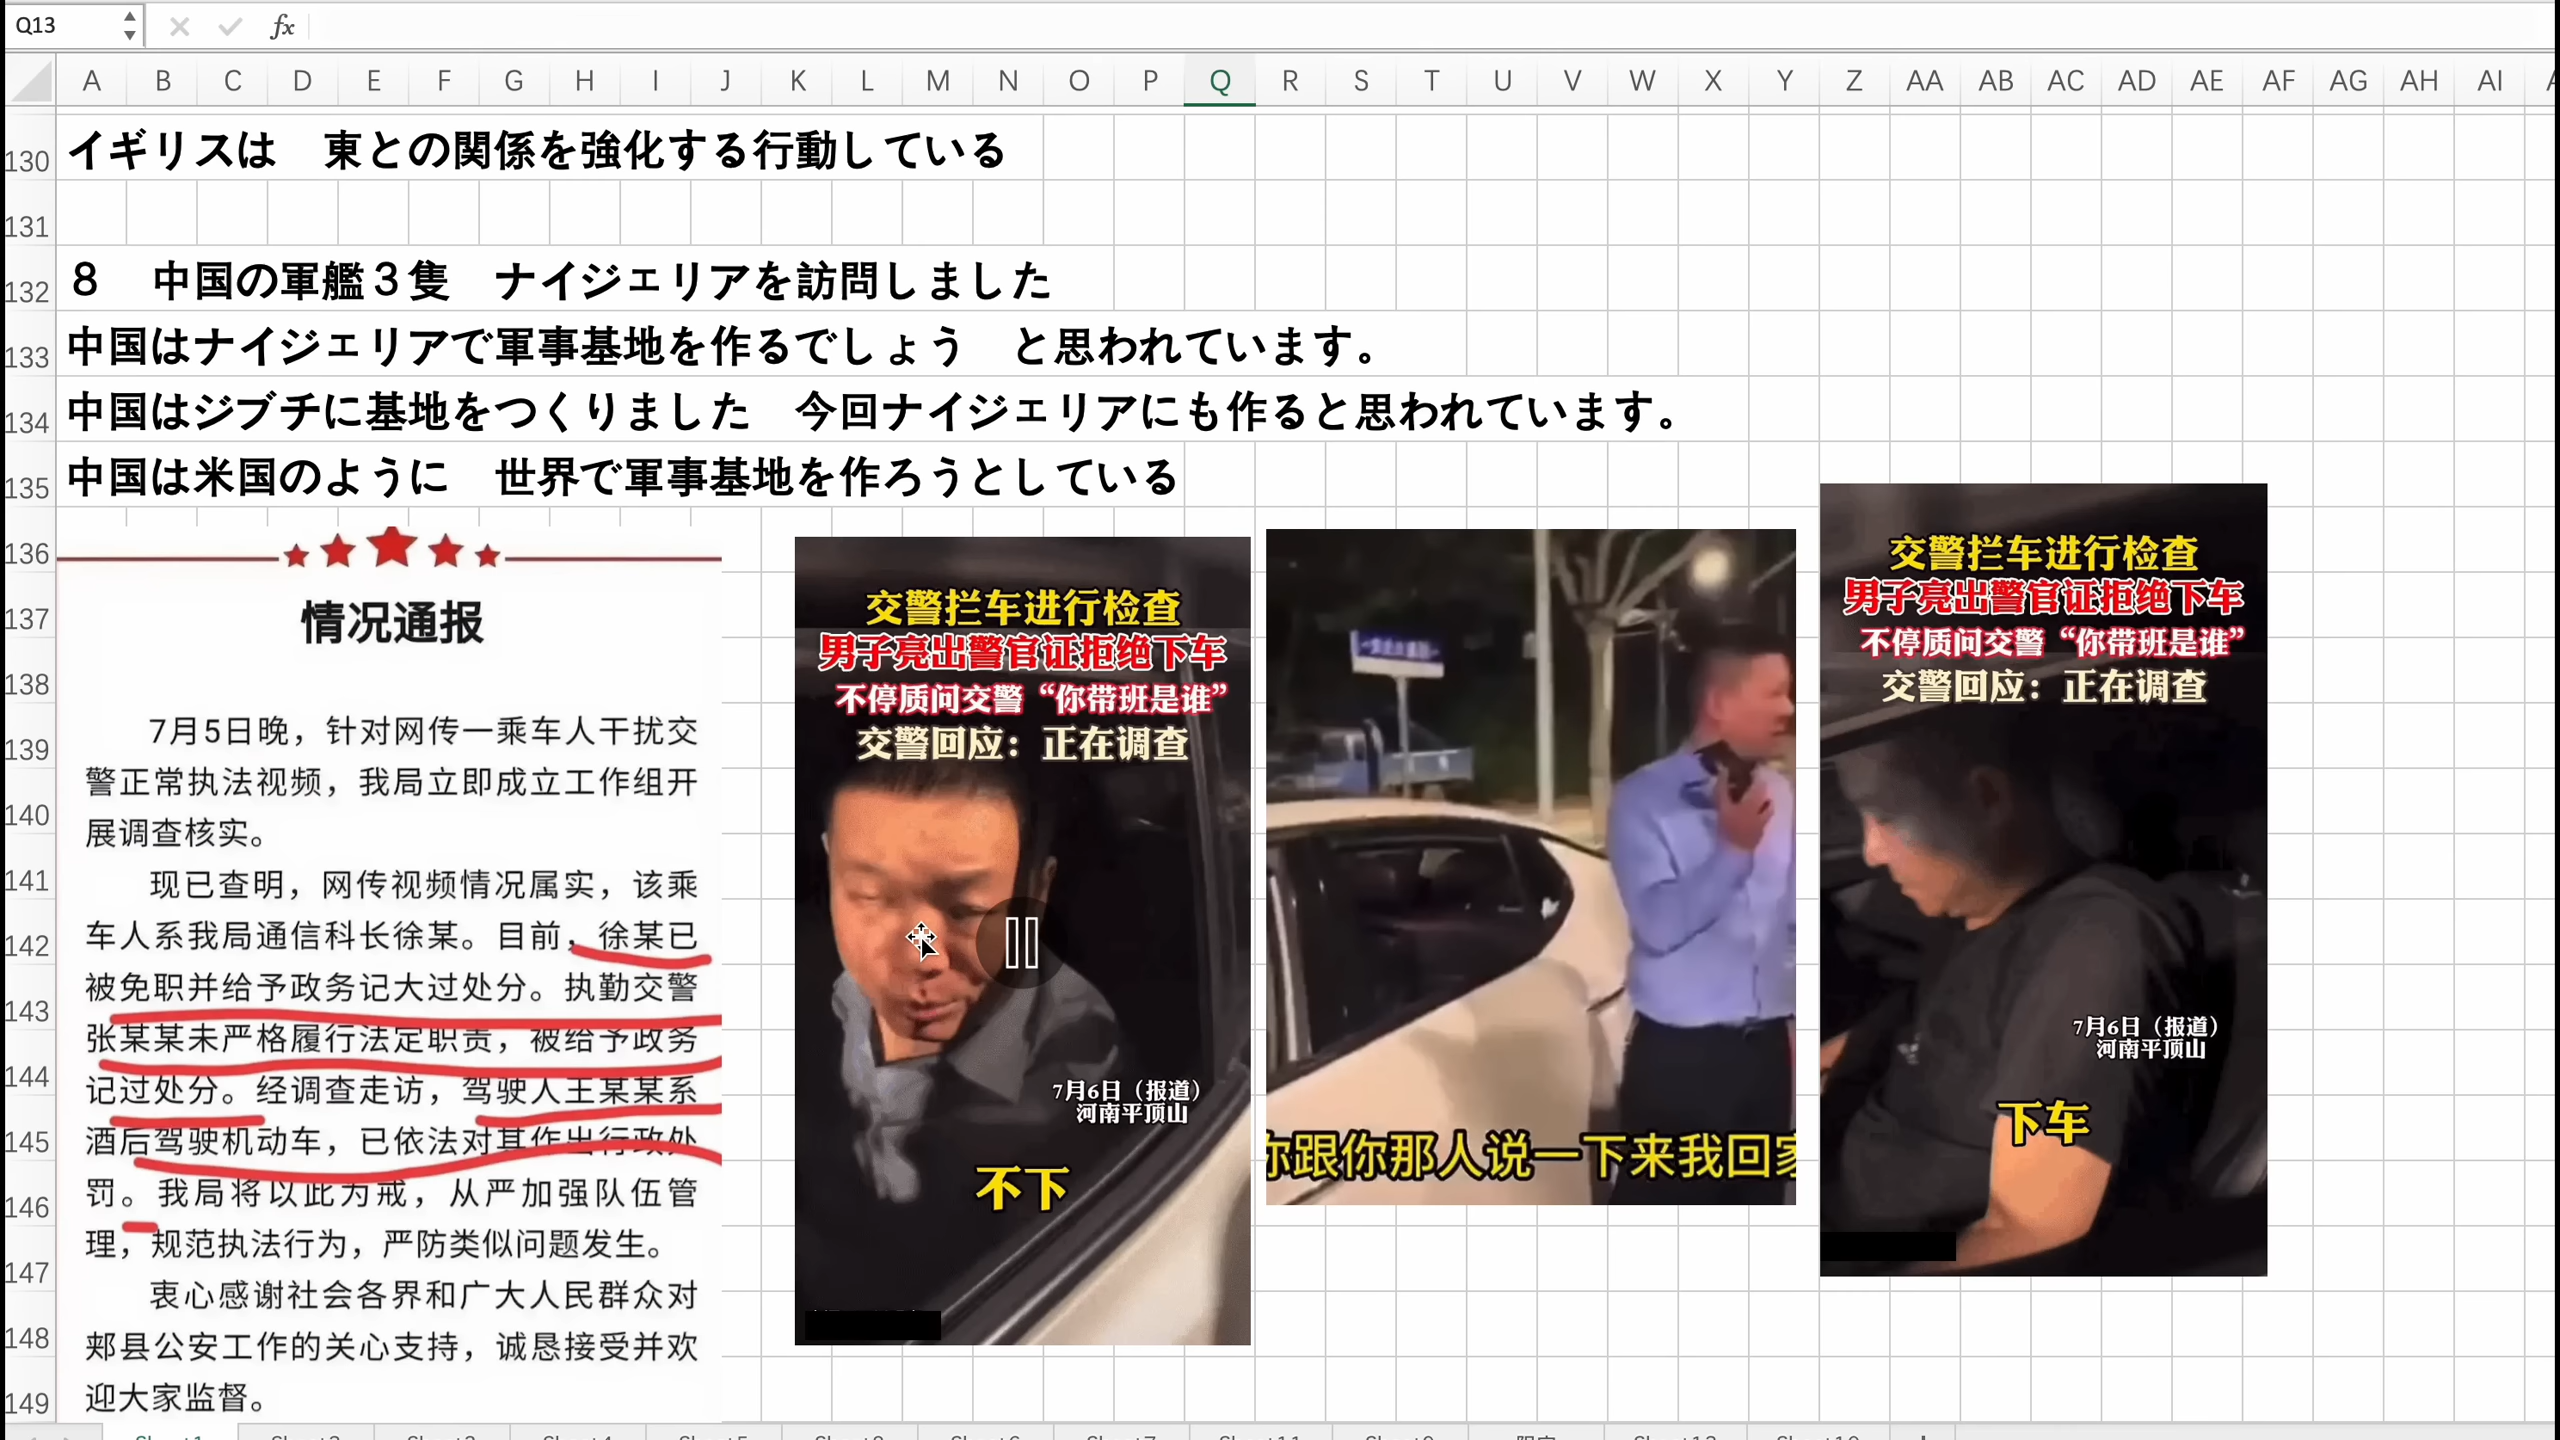 Q13
fx
A B C D E F G H I J K L M N O P Q R S T U V W X Y Z AA AB AC AD AE AF AG AH AI
130 イギリスは　東との関係を強化する行動している
131
132 ８　中国の軍艦３隻　ナイジェリアを訪問しました
133 中国はナイジェリアで軍事基地を作るでしょう　と思われています。
134 中国はジブチに基地をつくりました　今回ナイジェリアにも作ると思われています。
135 中国は米国のように　世界で軍事基地を作ろうとしている
136
137
138
139
140
141
142
143
144
145
146
147
148
149
情况通报
7月5日晚，针对网传一乘车人干扰交
警正常执法视频，我局立即成立工作组开
展调查核实。
现已查明，网传视频情况属实，该乘
车人系我局通信科长徐某。目前，徐某已
被免职并给予政务记大过处分。执勤交警
张某某未严格履行法定职责，被给予政务
记过处分。经调查走访，驾驶人王某某系
酒后驾驶机动车，已依法对其作出行政处
罚。我局将以此为戒，从严加强队伍管
理，规范执法行为，严防类似问题发生。
衷心感谢社会各界和广大人民群众对
郏县公安工作的关心支持，诚恳接受并欢
迎大家监督。
交警拦车进行检查
男子亮出警官证拒绝下车
不停质问交警“你带班是谁”
交警回应：正在调查
7月6日（报道）
河南平顶山
不下
你跟你那人说一下来我回家
交警拦车进行检查
男子亮出警官证拒绝下车
不停质问交警“你带班是谁”
交警回应：正在调查
7月6日（报道）
河南平顶山
下车